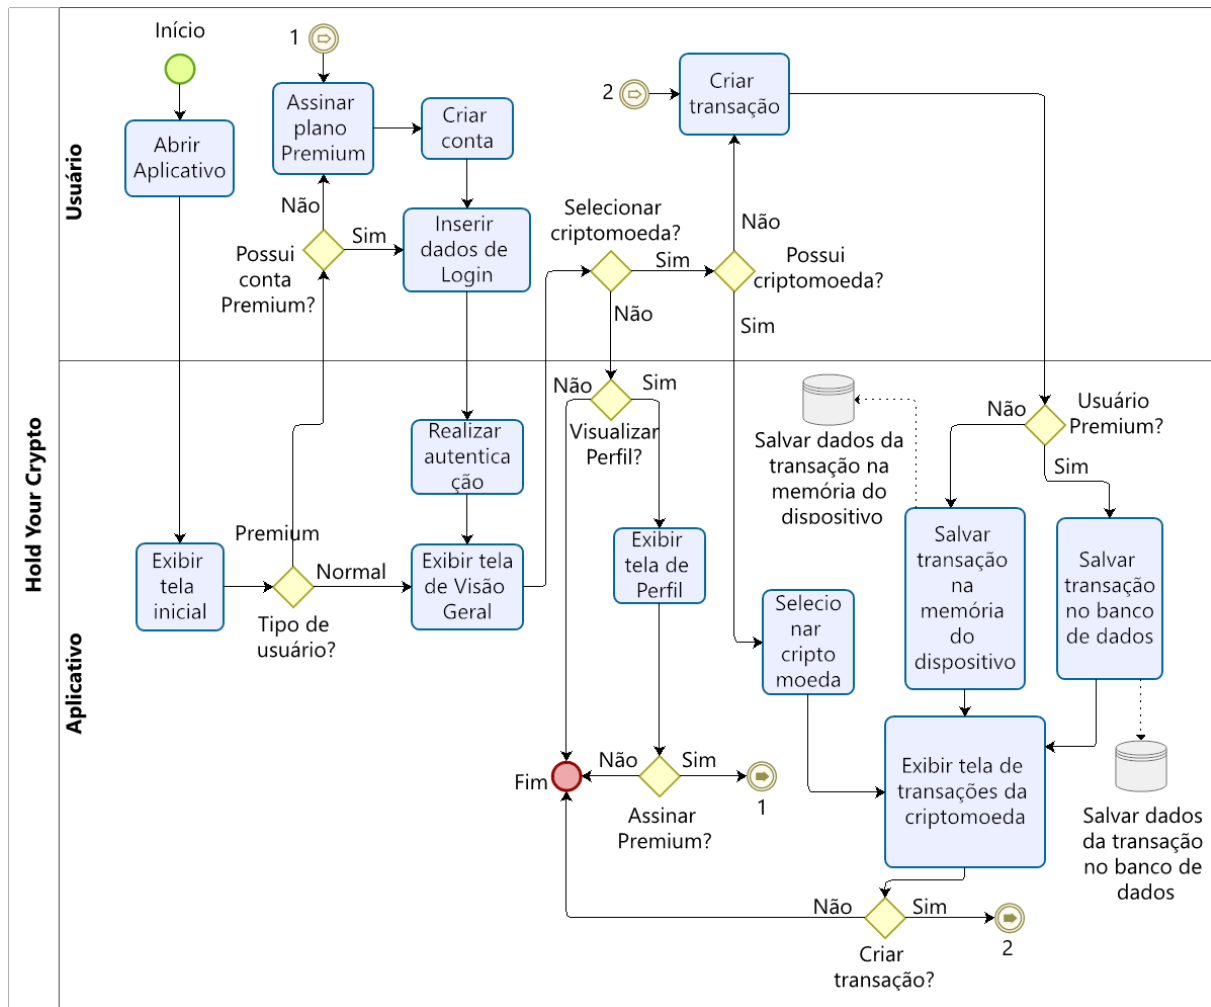 Hold Your Crypto
Usuário
Início
1
Abrir
Aplicativo
Assinar
plano
Premium
Criar
conta
Não
Sim
Possui
conta
Premium?
Inserir
dados de
Login
2
Criar
transação
Selecionar
criptomoeda?
Sim
Não
Não
Possui
criptomoeda?
Sim
Aplicativo
Exibir
tela
inicial
Premium
Normal
Tipo de
usuário?
Realizar
autentica
ção
Exibir tela
de Visão
Geral
Não
Sim
Visualizar
Perfil?
Exibir
tela de
Perfil
Fim
Não
Sim
Assinar
Premium?
1
Salvar dados da
transação na
memória do
dispositivo
Não
Usuário
Premium?
Sim
Selecio
nar
cripto
moeda
Salvar
transação
na
memória
do
dispositivo
Salvar
transação
no banco
de dados
Exibir tela de
transações da
criptomoeda
Salvar dados
da transação
no banco de
dados
Não
Sim
Criar
transação?
2